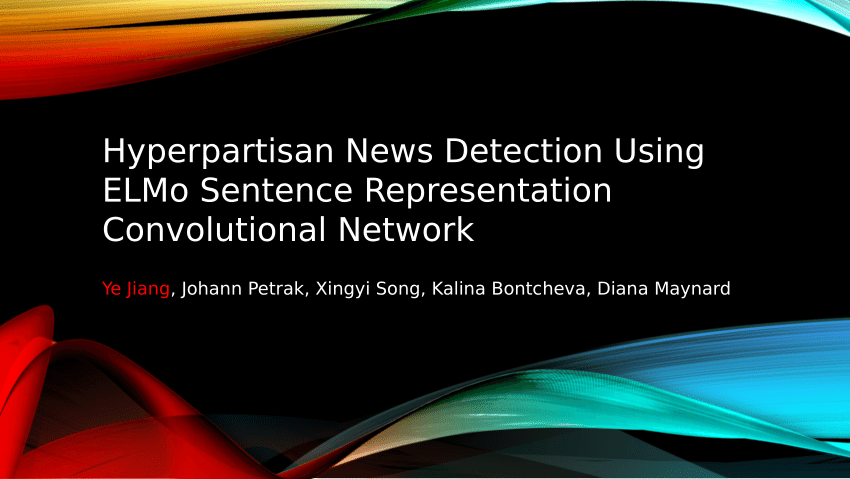 Hyperpartisan News Detection Using
ELMo Sentence Representation
Convolutional Network
Ye Jiang, Johann Petrak, Xingyi Song, Kalina Bontcheva, Diana Maynard